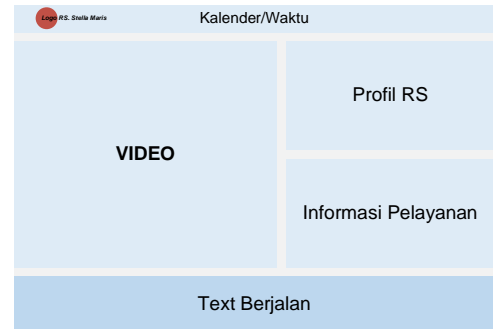 Logo RS. Stella Maris
Kalender/Waktu
VIDEO
Profil RS
Informasi Pelayanan
Text Berjalan